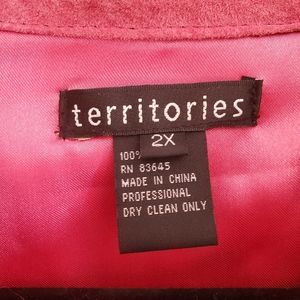 territories
2X
100%
RN 83645
MADE IN CHINA
PROFESSIONAL
DRY CLEAN ONLY